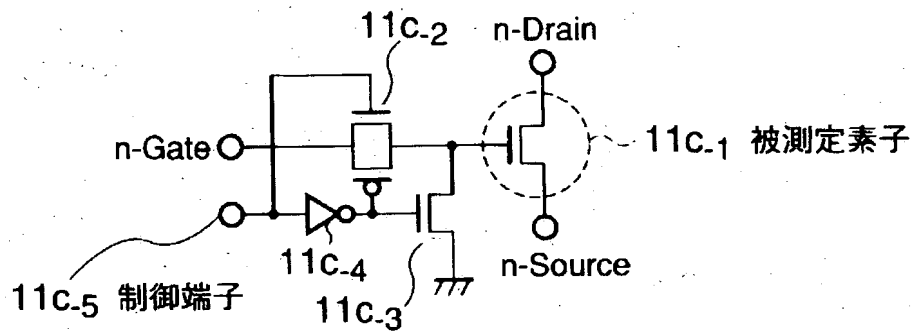 11C-2
n-Drain
n-Gate
11C-1 被測定素子
11C-4
n-Source
11C-5 制御端子
11C-3